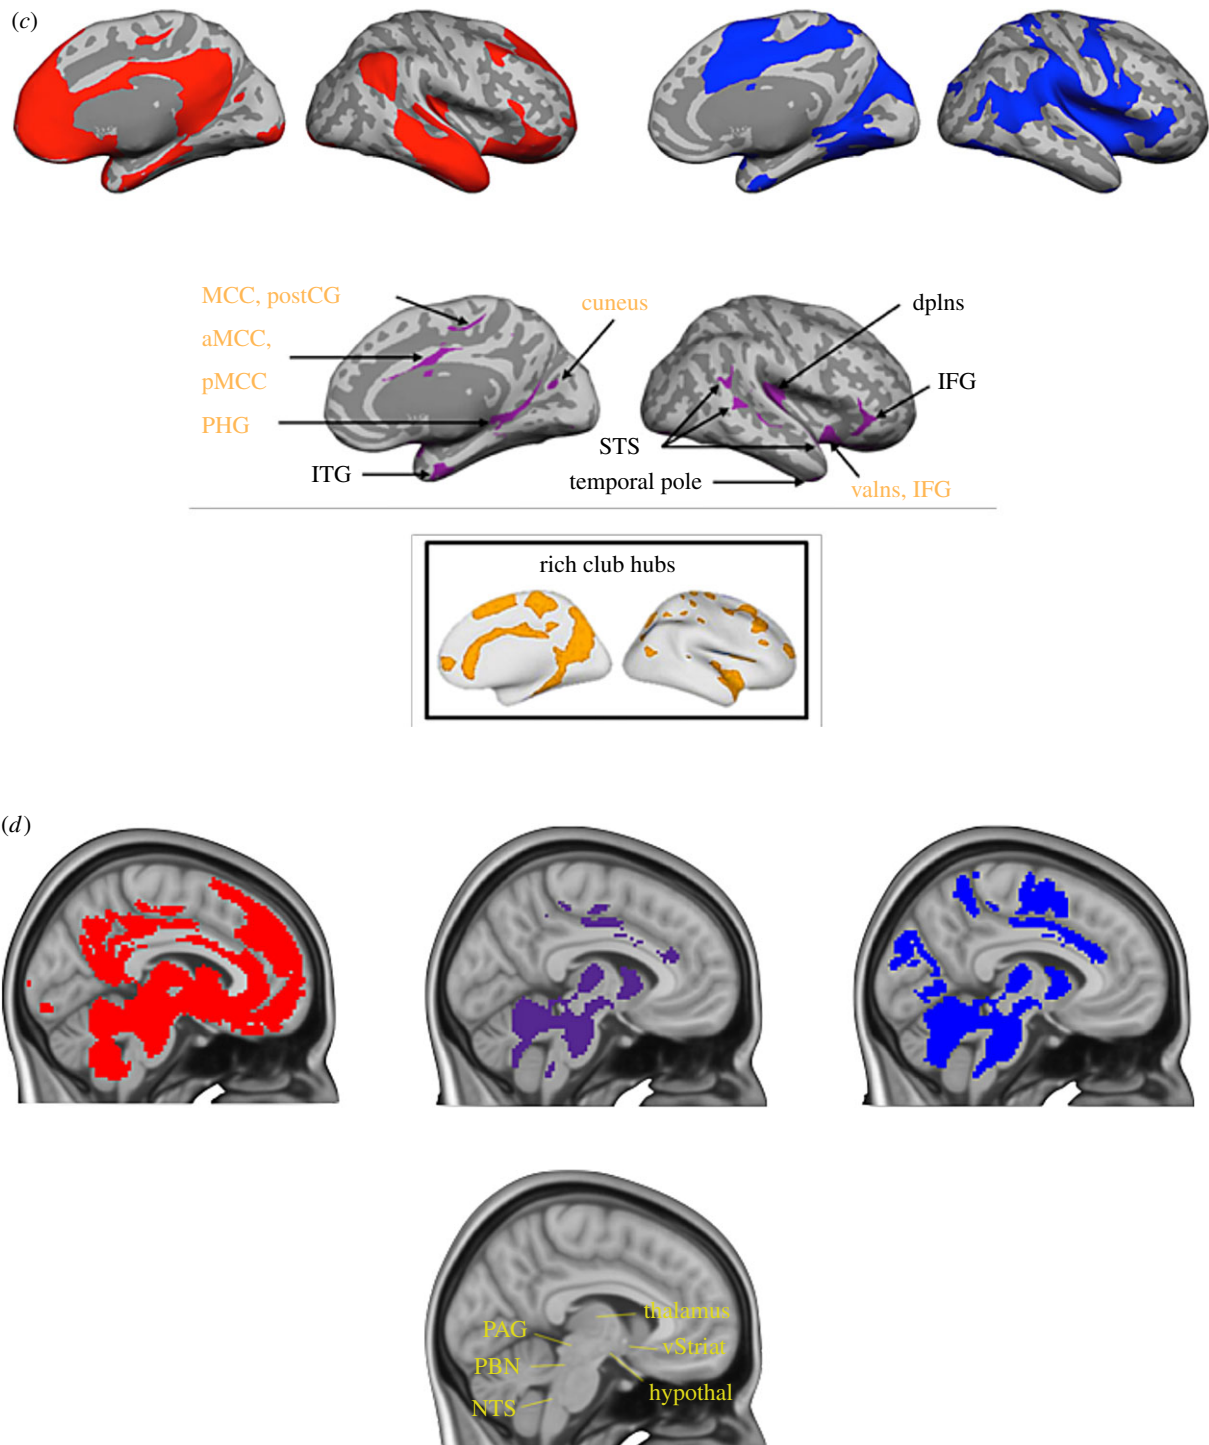 (c)
MCC, postCG
cuneus
dpIns
aMCC,
pMCC
IFG
PHG
STS
ITG
temporal pole
vaIns, IFG
rich club hubs
(d)
thalamus
PAG
vStriat
PBN
hypothal
NTS